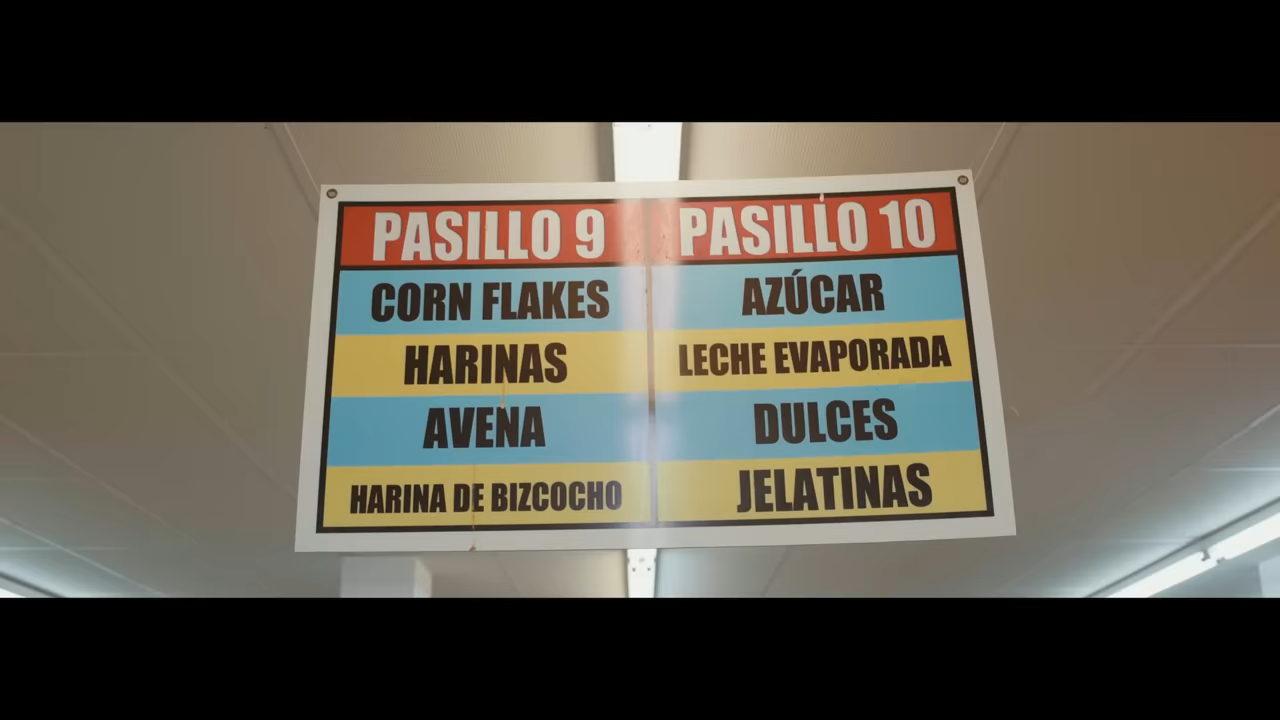 PASILLO 9
CORN FLAKES
HARINAS
AVENA
HARINA DE BIZCOCHO
PASILLO 10
AZÚCAR
LECHE EVAPORADA
DULCES
JELATINAS